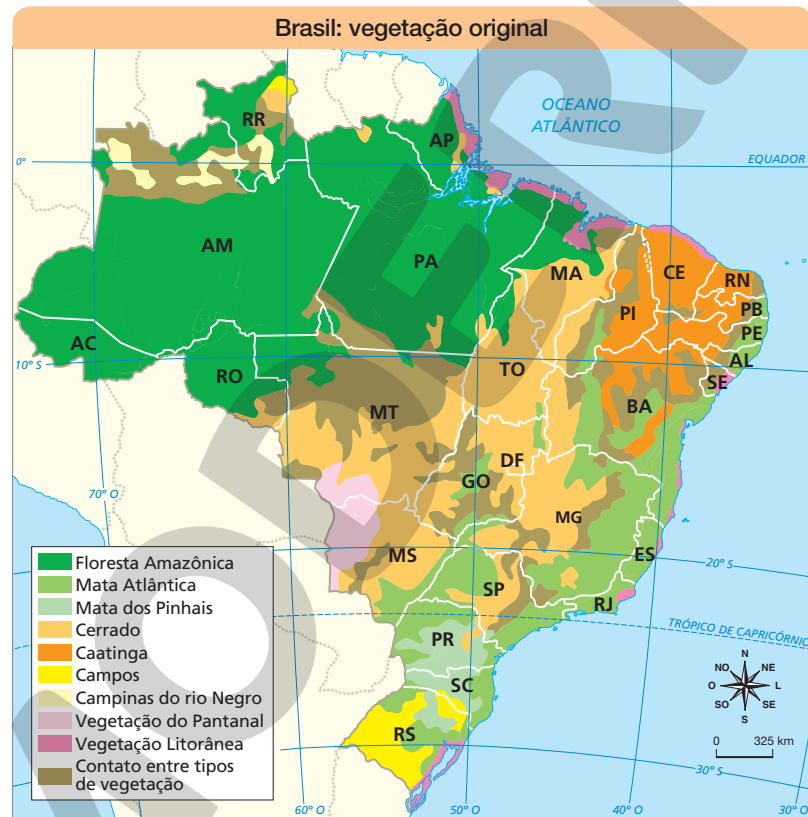 Brasil: vegetação original
OCEANO
ATLÂNTICO
EQUADOR
0°
RR
AP
AM
PA
MA
CE
RN
PB
PE
AL
SE
PI
AC
RO
TO
BA
MT
10° S
DF
GO
MG
ES
MS
SP
RJ
PR
SC
RS
70° O
20° S
TRÓPICO DE CAPRICÓRNIO
30° S
60° O
50° O
40° O
30° O
Floresta Amazônica
Mata Atlântica
Mata dos Pinhais
Cerrado
Caatinga
Campos
Campinas do rio Negro
Vegetação do Pantanal
Vegetação Litorânea
Contato entre tipos
de vegetação
N
NO NE
O L
SO SE
S
0 325 km